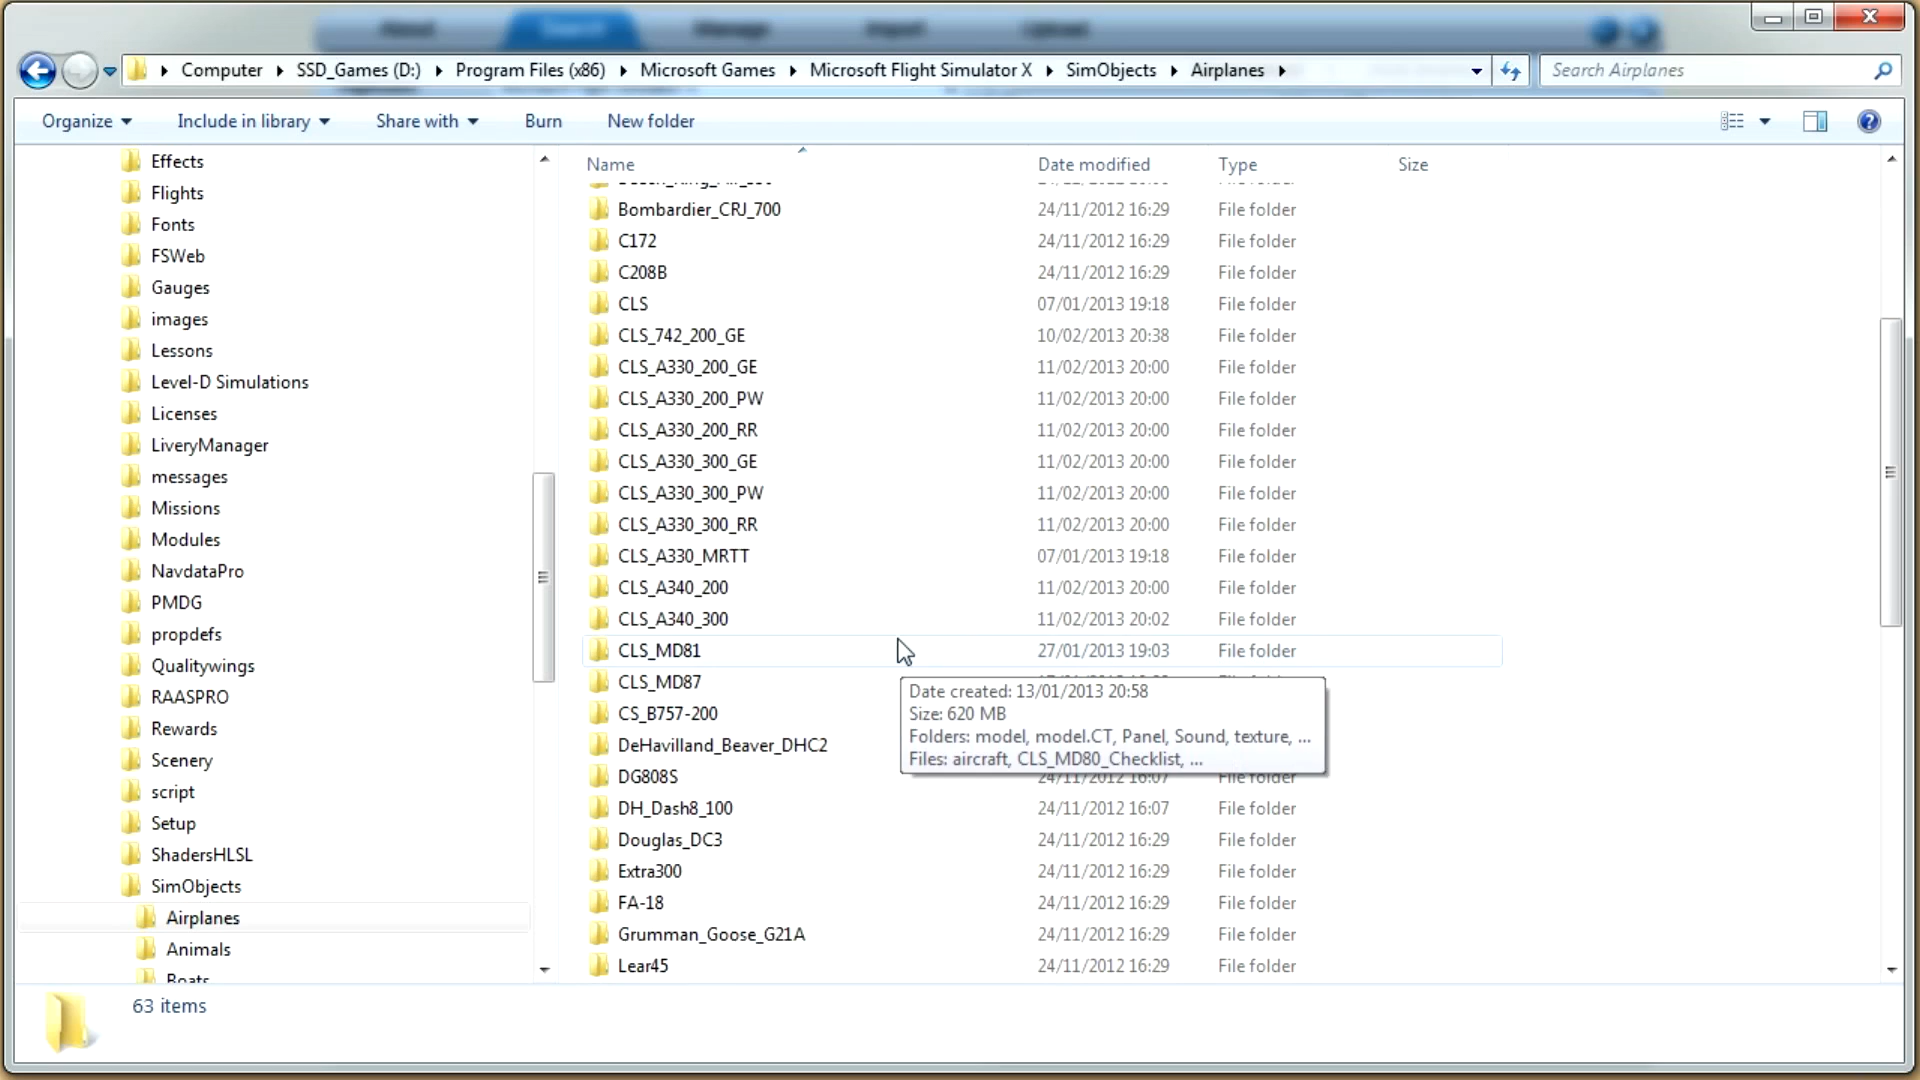 About Search Manage Import Upload
Computer SSD_Games (D:) Program Files (x86) Microsoft Games Microsoft Flight Simulator X SimObjects Airplanes Search Airplanes
Organize Include in library Share with Burn New folder
Effects
Flights
Fonts
FSWeb
Gauges
images
Lessons
Level-D Simulations
Licenses
LiveryManager
messages
Missions
Modules
NavdataPro
PMDG
propdefs
Qualitywings
RAASPRO
Rewards
Scenery
script
Setup
ShadersHLSL
SimObjects
Airplanes
Animals
Boats
Name Date modified Type Size
Bombardier_CRJ_700 24/11/2012 16:29 File folder
C172 24/11/2012 16:29 File folder
C208B 24/11/2012 16:29 File folder
CLS 07/01/2013 19:18 File folder
CLS_742_200_GE 10/02/2013 20:38 File folder
CLS_A330_200_GE 11/02/2013 20:00 File folder
CLS_A330_200_PW 11/02/2013 20:00 File folder
CLS_A330_200_RR 11/02/2013 20:00 File folder
CLS_A330_300_GE 11/02/2013 20:00 File folder
CLS_A330_300_PW 11/02/2013 20:00 File folder
CLS_A330_300_RR 11/02/2013 20:00 File folder
CLS_A330_MRTT 07/01/2013 19:18 File folder
CLS_A340_200 11/02/2013 20:00 File folder
CLS_A340_300 11/02/2013 20:02 File folder
CLS_MD81 27/01/2013 19:03 File folder
CLS_MD87
CS_B757-200
DeHavilland_Beaver_DHC2
DG808S 24/11/2012 16:07 File folder
DH_Dash8_100 24/11/2012 16:07 File folder
Douglas_DC3 24/11/2012 16:29 File folder
Extra300 24/11/2012 16:29 File folder
FA-18 24/11/2012 16:29 File folder
Grumman_Goose_G21A 24/11/2012 16:29 File folder
Lear45 24/11/2012 16:29 File folder
Date created: 13/01/2013 20:58
Size: 620 MB
Folders: model, model.CT, Panel, Sound, texture, ...
Files: aircraft, CLS_MD80_Checklist, ...
63 items